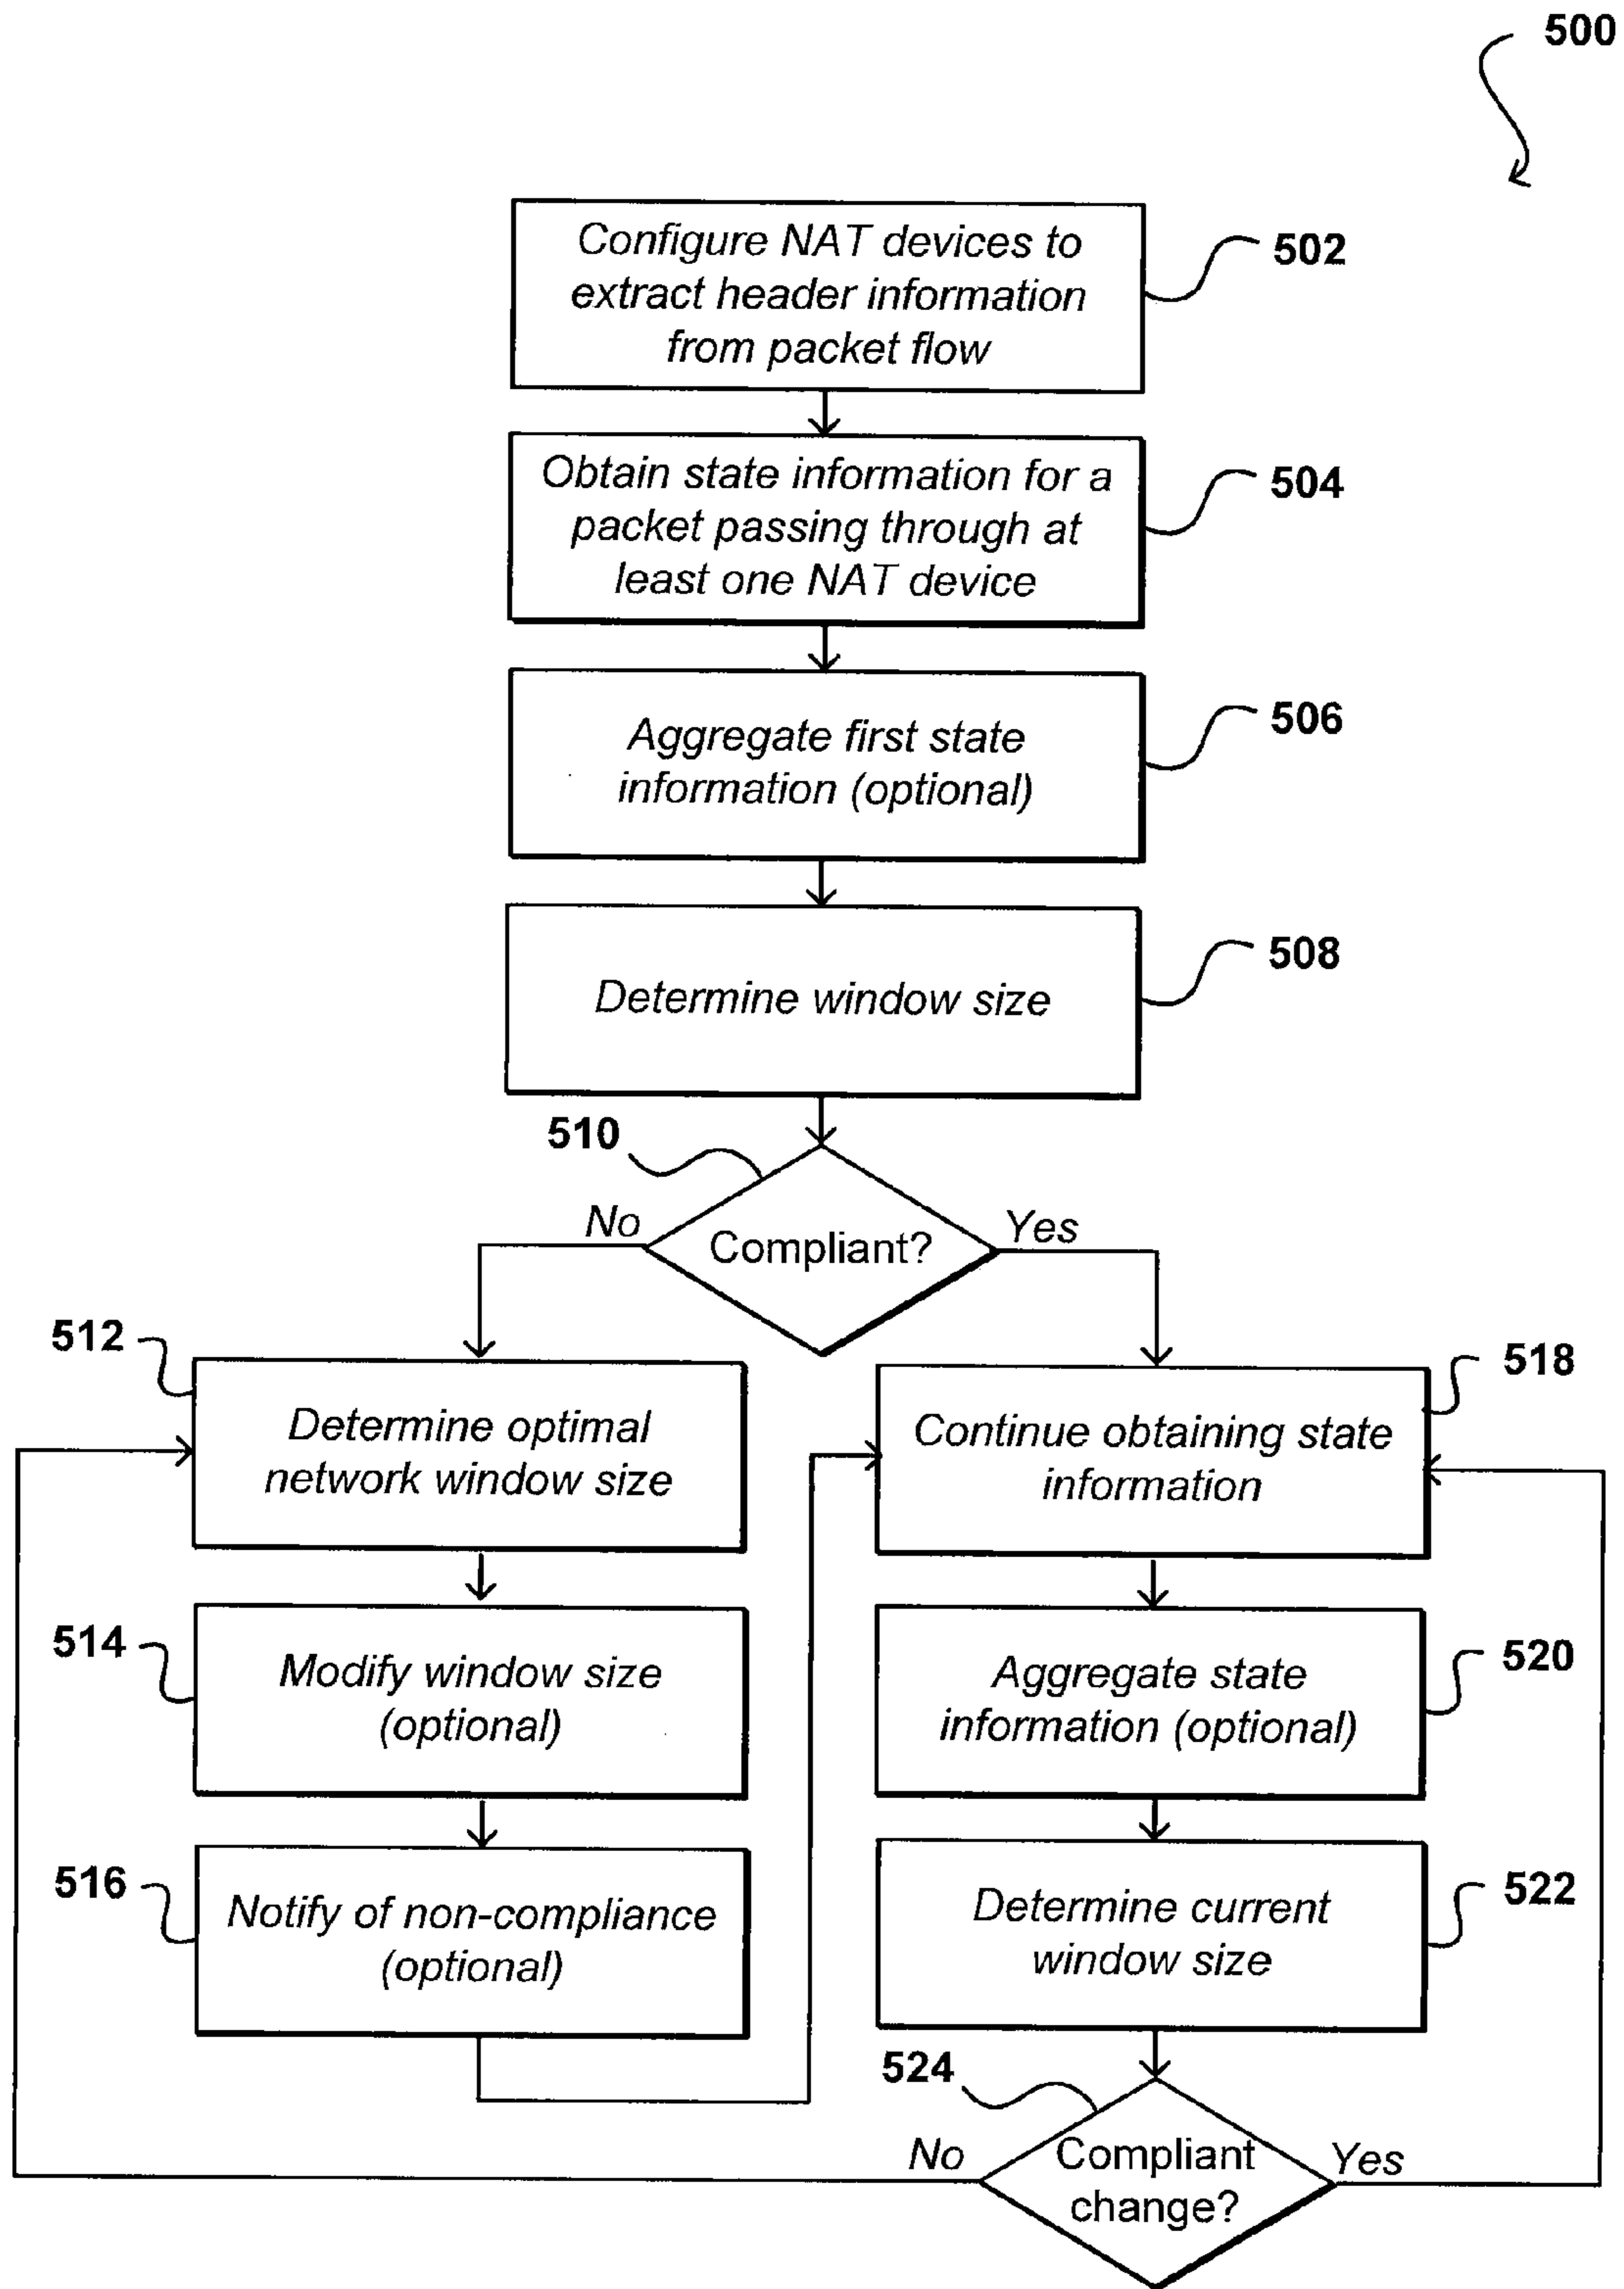 500
Configure NAT devices to
extract header information
from packet flow
502
Obtain state information for a
packet passing through at
least one NAT device
504
Aggregate first state
information (optional)
506
Determine window size
508
510
Compliant?
No
Yes
512
Determine optimal
network window size
514
Modify window size
(optional)
516
Notify of non-compliance
(optional)
518
Continue obtaining state
information
520
Aggregate state
information (optional)
522
Determine current
window size
524
Compliant
change?
No
Yes